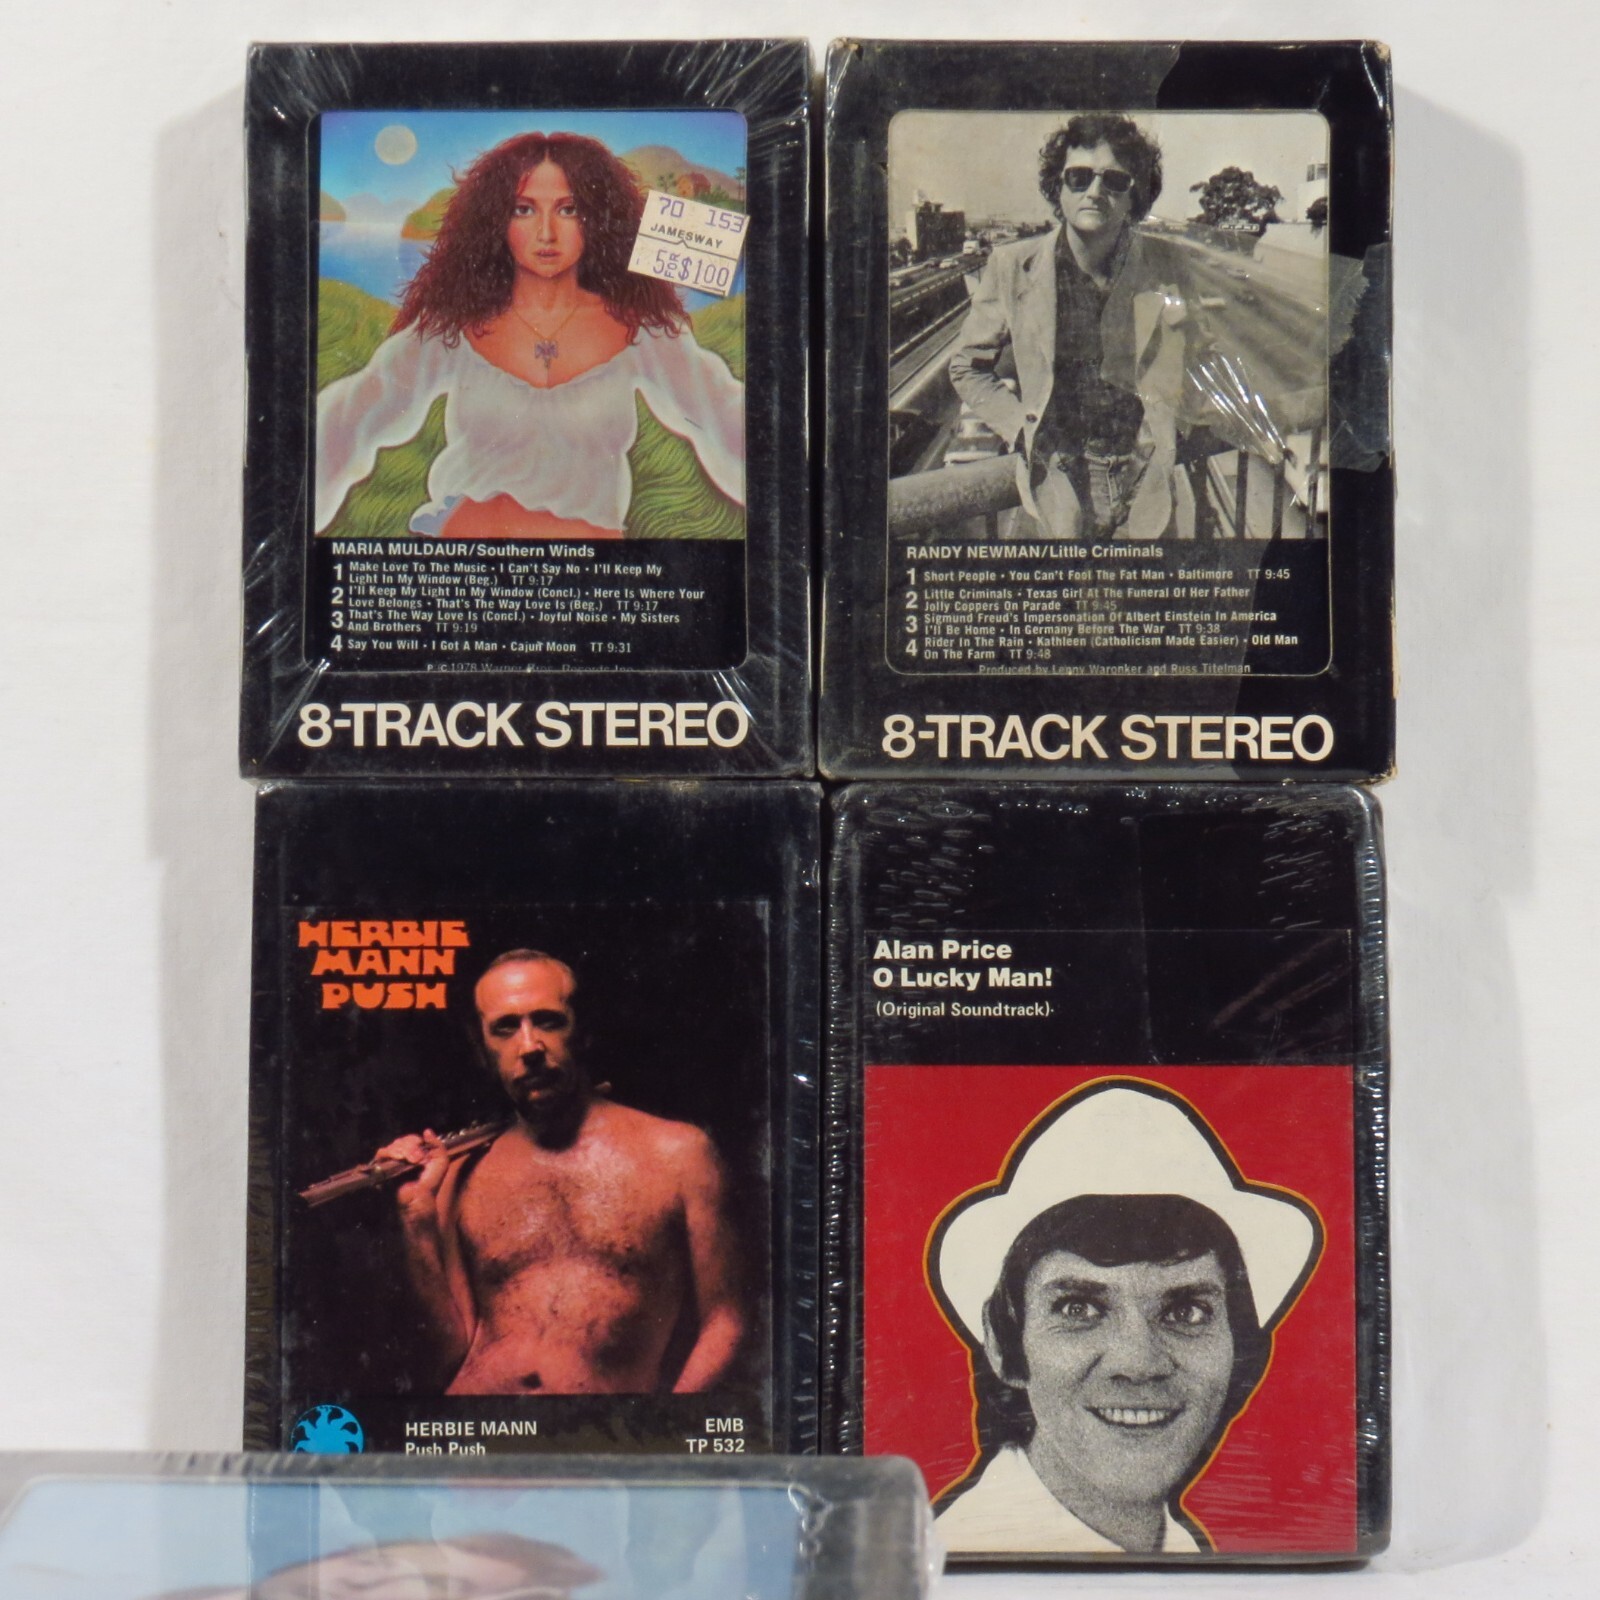 70 153
JAMESWAY
5 FOR $1.00
MARIA MULDAUR/Southern Winds
1 Make Love To The Music • I Can't Say No • I'll Keep My
Light In My Window (Beg.) TT 9:17
2 I'll Keep My Light In My Window (Concl.) • Here Is Where Your
Love Belongs • That's The Way Love Is (Beg.) TT 9:17
3 That's The Way Love Is (Concl.) • Joyful Noise • My Sisters
And Brothers TT 9:19
4 Say You Will • I Got A Man • Cajun Moon TT 9:31
P C 1978 Warner Bros. Records Inc.
8-TRACK STEREO
RANDY NEWMAN/Little Criminals
1 Short People • You Can't Fool The Fat Man • Baltimore TT 9:45
2 Little Criminals • Texas Girl At The Funeral Of Her Father
Jolly Coppers On Parade TT 9:45
3 Sigmund Freud's Impersonation Of Albert Einstein In America
I'll Be Home • In Germany Before The War TT 9:38
4 Rider In The Rain • Kathleen (Catholicism Made Easier) • Old Man
On The Farm TT 9:48
Produced by Lenny Waronker and Russ Titelman
8-TRACK STEREO
HERBIE
MANN
PUSH
HERBIE MANN
Push Push
EMB
TP 532
Alan Price
O Lucky Man!
(Original Soundtrack)